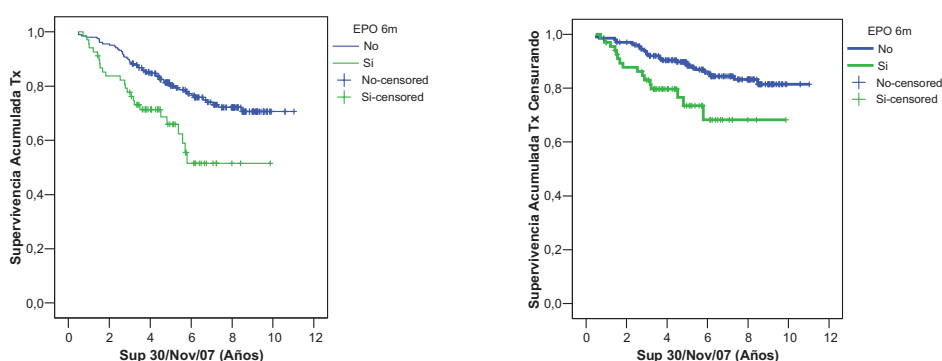 Supervivencia Acumulada Tx
1,0
0,8
0,6
0,4
0,2
0,0
0 2 4 6 8 10 12
Sup 30/Nov/07 (Años)
EPO 6m
No
Si
No-censored
Si-censored
Supervivencia Acumulada Tx Censurando
1,0
0,8
0,6
0,4
0,2
0,0
0 2 4 6 8 10 12
Sup 30/Nov/07 (Años)
EPO 6m
No
Si
No-censored
Si-censored